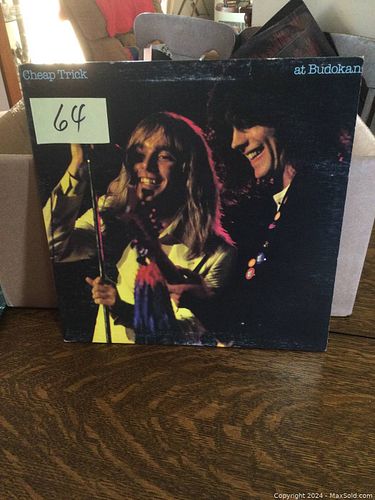 Cheap Trick
at Budokan
64
Copyright 2024 - MaxSold.com